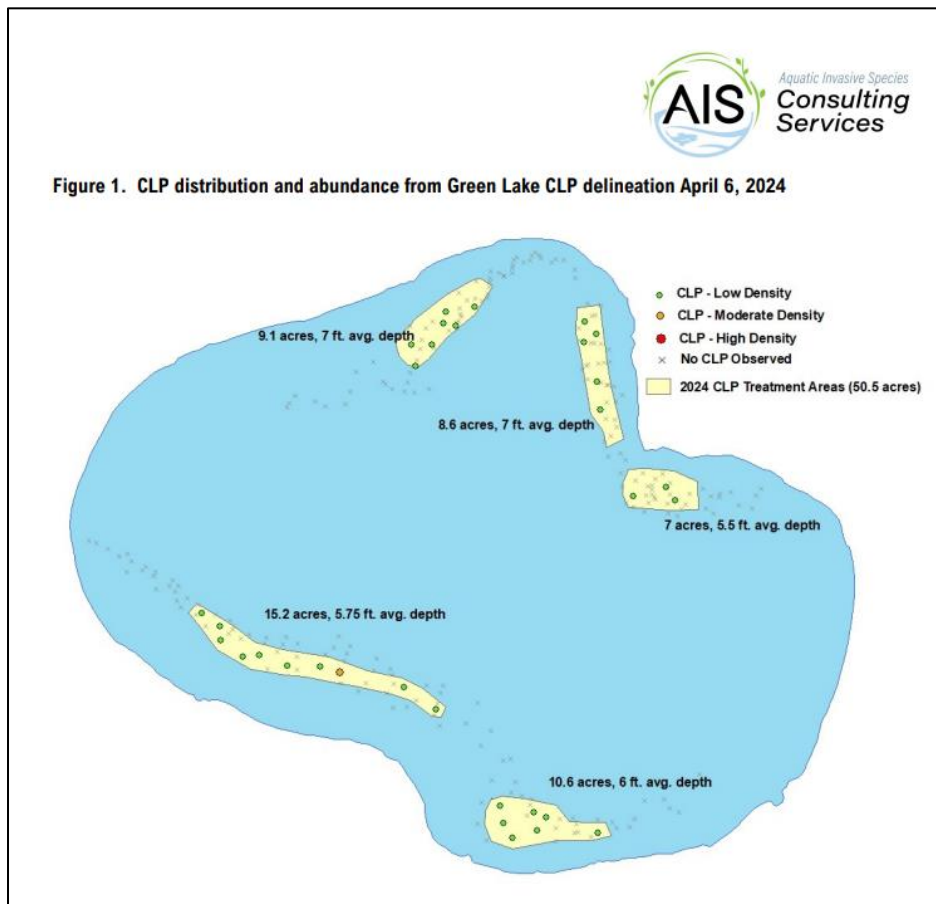 AIS
Aquatic Invasive Species
Consulting
Services
Figure 1. CLP distribution and abundance from Green Lake CLP delineation April 6, 2024
CLP - Low Density
CLP - Moderate Density
CLP - High Density
No CLP Observed
2024 CLP Treatment Areas (50.5 acres)
9.1 acres, 7 ft. avg. depth
8.6 acres, 7 ft. avg. depth
7 acres, 5.5 ft. avg. depth
15.2 acres, 5.75 ft. avg. depth
10.6 acres, 6 ft. avg. depth